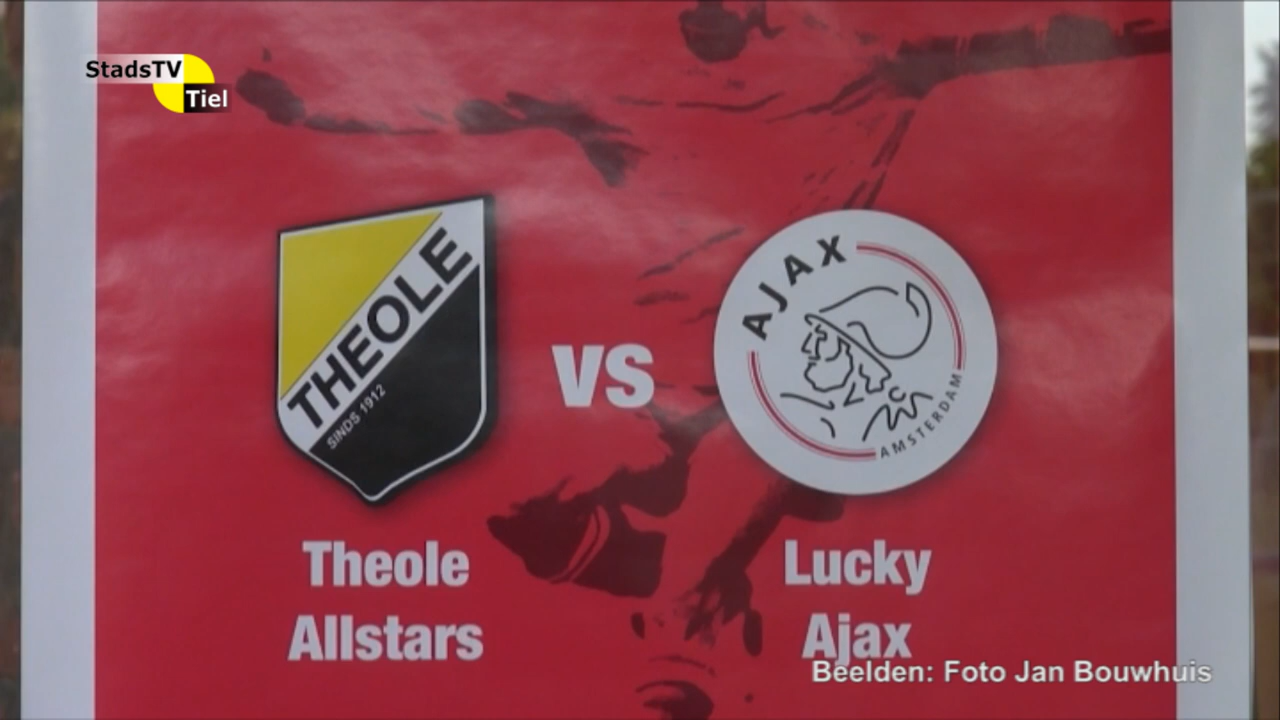 StadsTV
Tiel
THEOLE
SINDS 1912
vs
AJAX
AMSTERDAM
Theole
Allstars
Lucky
Ajax
Beelden: Foto Jan Bouwhuis